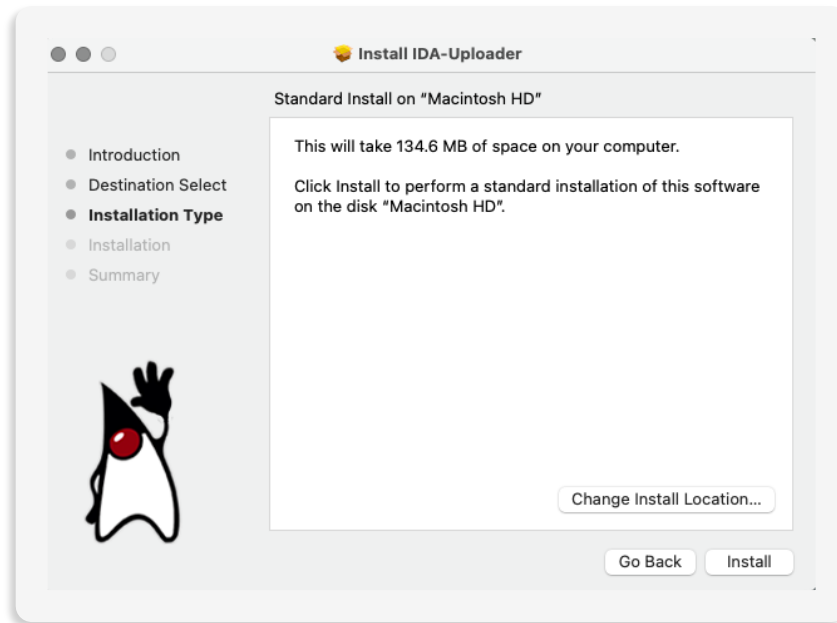 Install IDA-Uploader
Standard Install on “Macintosh HD”
Introduction
Destination Select
Installation Type
Installation
Summary
This will take 134.6 MB of space on your computer.
Click Install to perform a standard installation of this software
on the disk “Macintosh HD”.
Change Install Location...
Go Back
Install